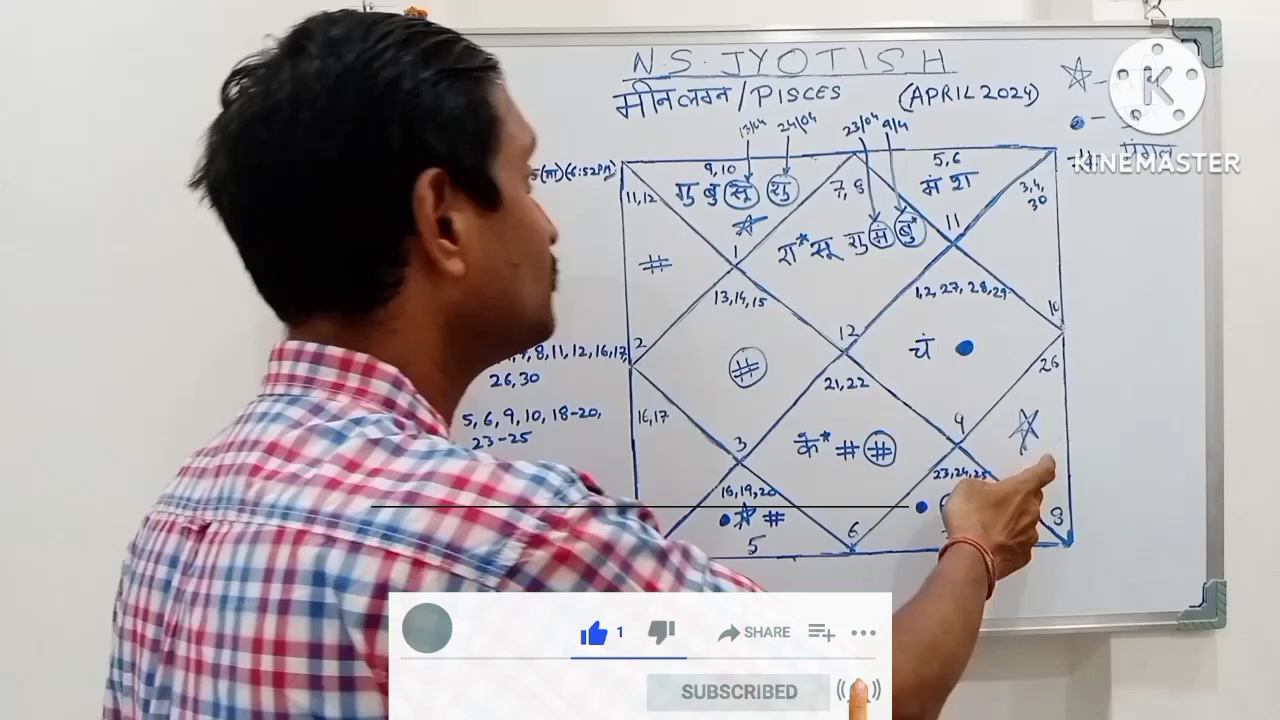 N.S. JYOTISH
मीन लग्न / PISCES (APRIL 2024)
KINEMASTER
13/04 24/04 23/04 9/4
(6:52PM)
9, 10
गु बु सू शु
7, 8
5, 6
मं श
3, 4,
30
11, 12
रा* सू शु मं बु*
11
#
1
13, 14, 15
1, 2, 27, 28, 29
10
2
12
चं
26
7, 8, 11, 12, 16, 17,
26, 30
#
21, 22
5, 6, 9, 10, 18-20,
23-25
16, 17
3
के* # #
9
23, 24, 25
18, 19, 20
#
5
6
8
1
SHARE
SUBSCRIBED